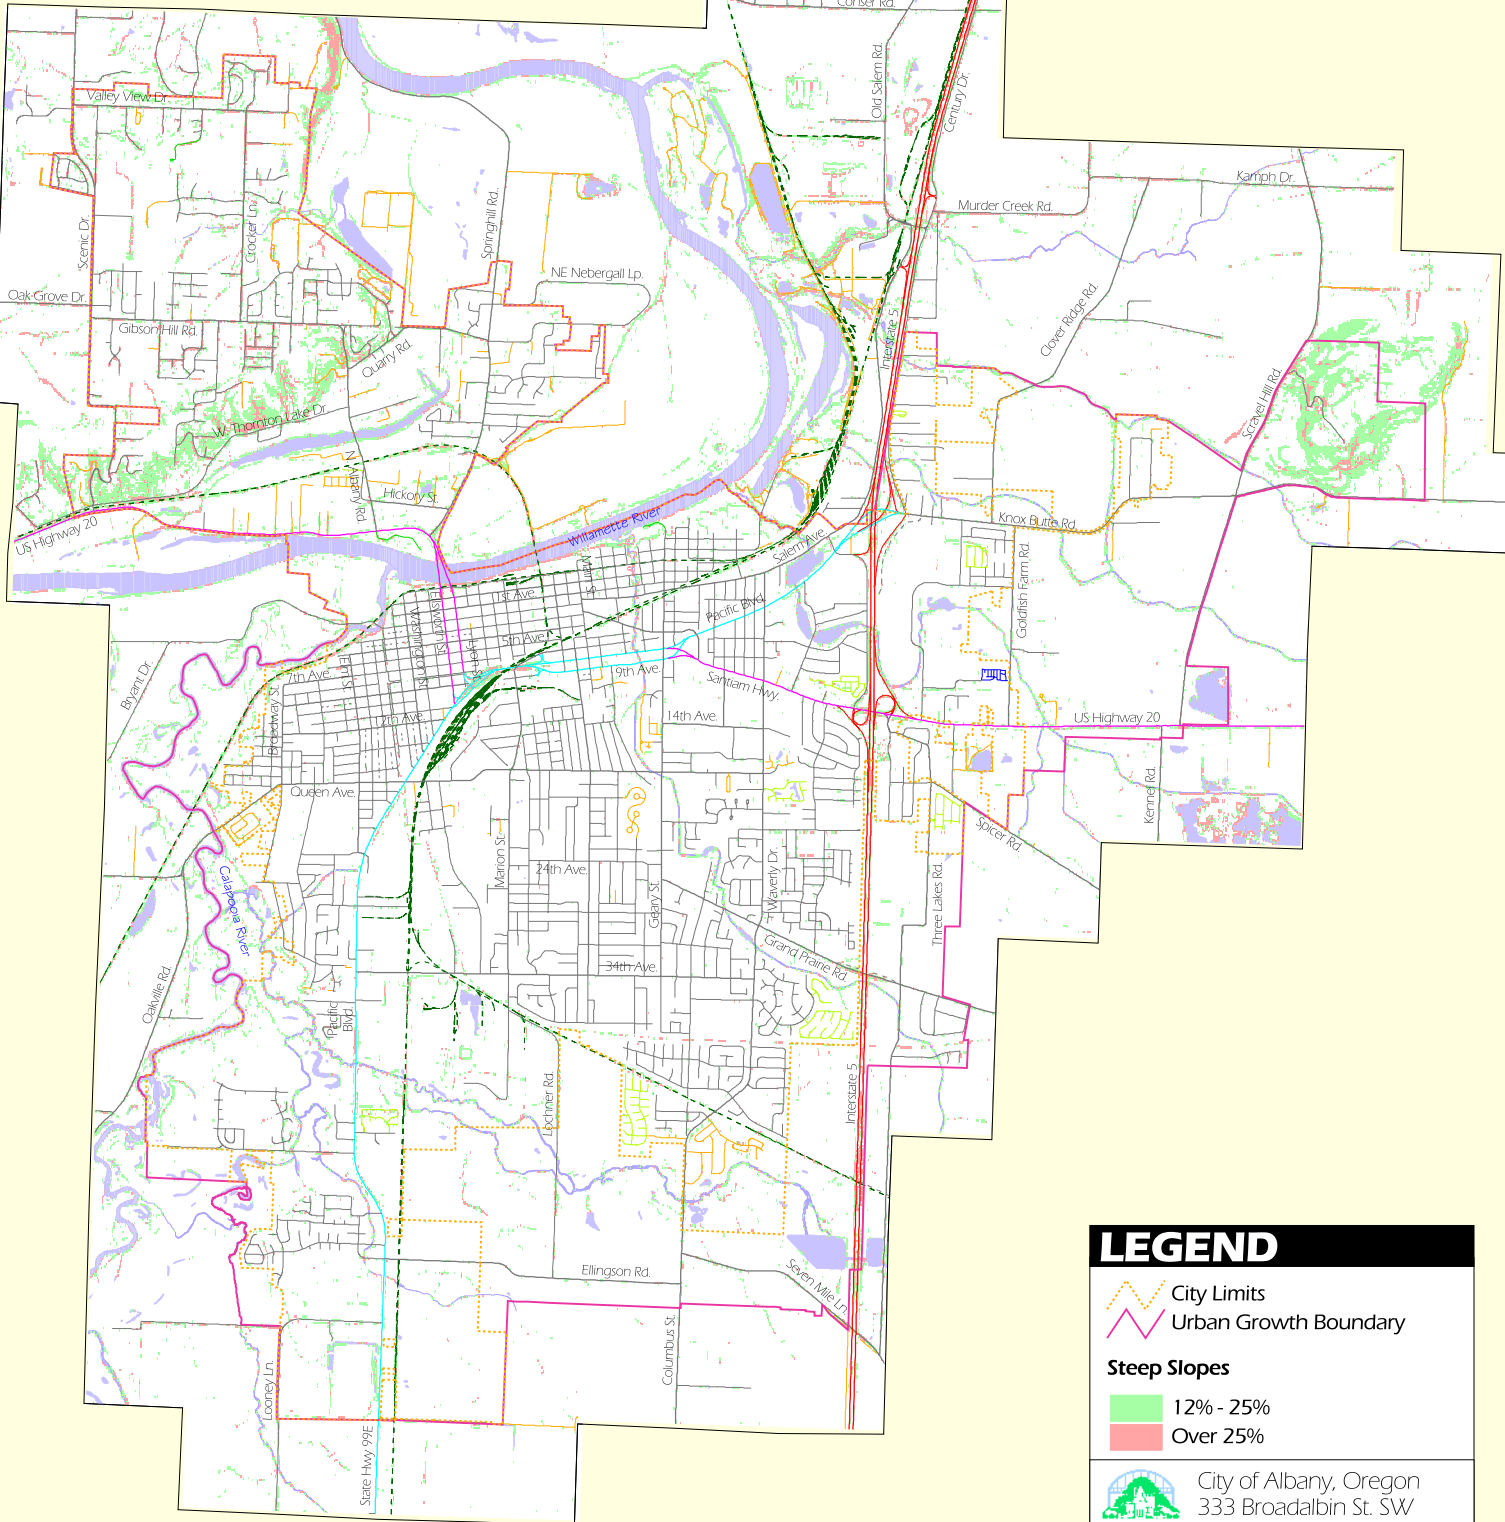 Conser Rd.
Old Salem Rd.
Century Dr.
Valley View Dr.
Kamph Dr.
Murder Creek Rd.
Scenic Dr.
Crocker Ln.
Springhill Rd.
NE Nebergall Lp.
Oak Grove Dr.
Gibson Hill Rd.
Quarry Rd.
Interstate 5
Clover Ridge Rd.
Scravel Hill Rd.
W. Thornton Lake Dr.
N. Albany Rd.
Hickory St.
US Highway 20
Willamette River
Salem Ave.
Knox Butte Rd.
Goldfish Farm Rd.
Main St.
1st Ave.
Ellsworth St.
Washington St.
Lyon St.
Pacific Blvd.
5th Ave.
9th Ave.
7th Ave.
Elm St.
Bryant Dr.
Broadway St.
12th Ave.
14th Ave.
Santiam Hwy.
US Highway 20
Queen Ave.
Kennel Rd.
Spicer Rd.
Marion St.
24th Ave.
Geary St.
Waverly Dr.
Three Lakes Rd.
Calapooia River
Grand Prairie Rd.
34th Ave.
Oakville Rd.
Pacific
Blvd.
Lochner Rd.
Interstate 5
Ellingson Rd.
Seven Mile Ln.
Columbus St.
Looney Ln.
State Hwy 99E
LEGEND
City Limits
Urban Growth Boundary
Steep Slopes
12% - 25%
Over 25%
City of Albany, Oregon
333 Broadalbin St. SW